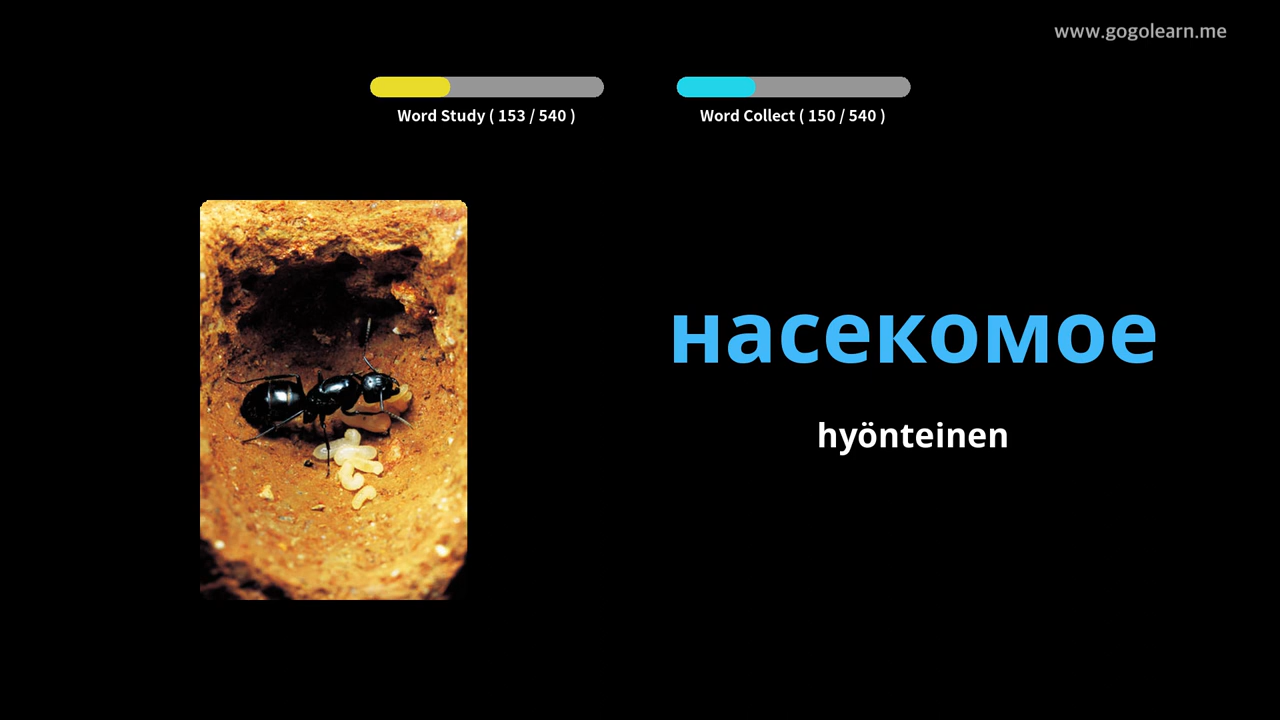 www.gogolearn.me
Word Study ( 153 / 540 )
Word Collect ( 150 / 540 )
насекомое
hyönteinen